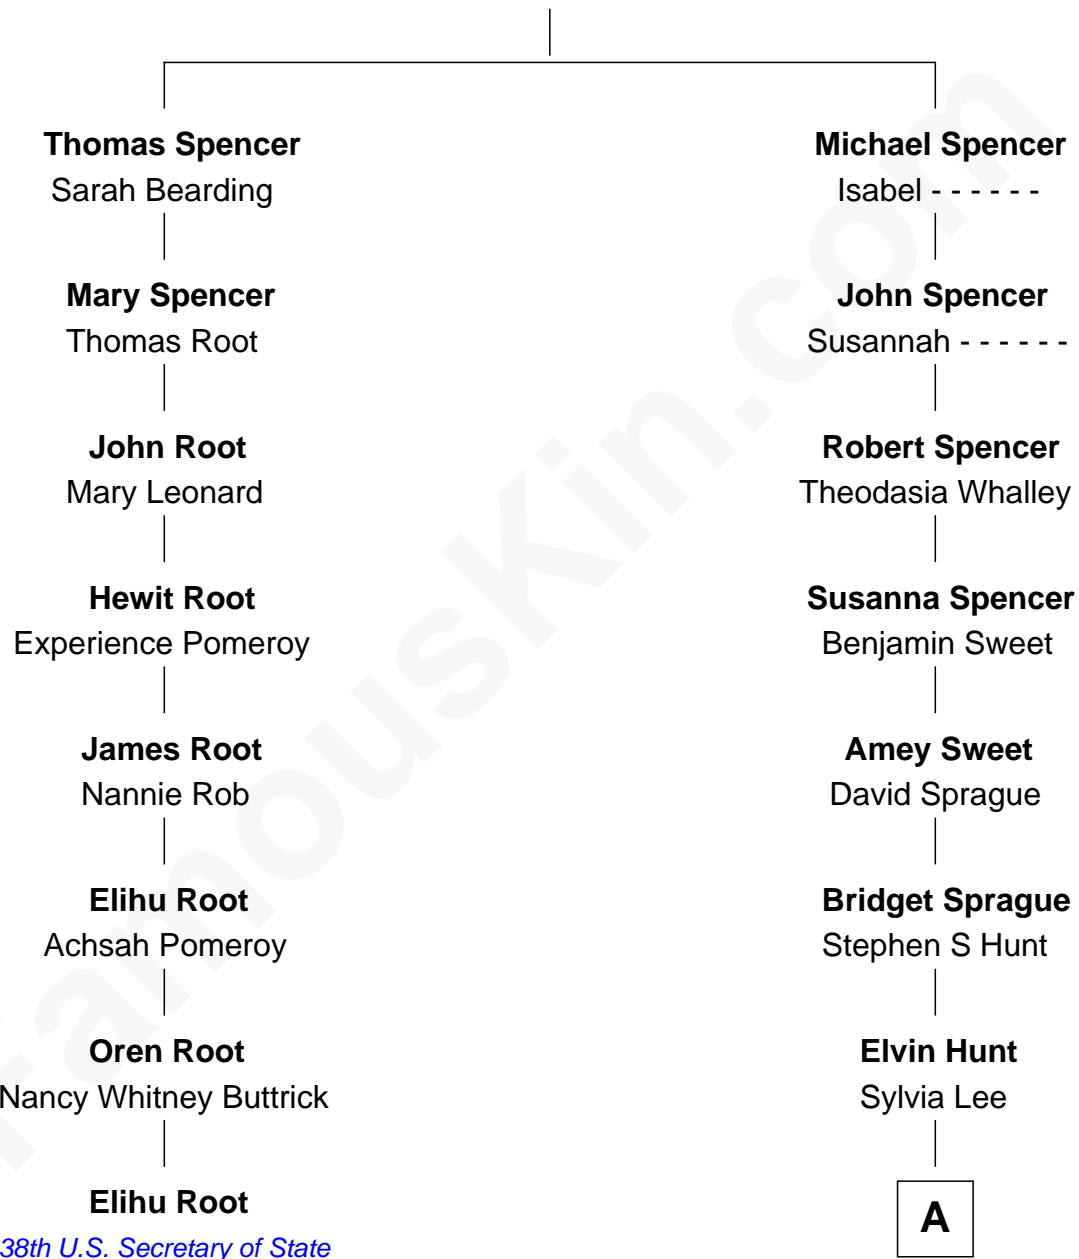 Thomas Spencer
Sarah Bearding
Mary Spencer
Thomas Root
John Root
Mary Leonard
Hewit Root
Experience Pomeroy
James Root
Nannie Rob
Elihu Root
Achsah Pomeroy
Oren Root
Nancy Whitney Buttrick
Elihu Root
38th U.S. Secretary of State
Michael Spencer
Isabel - - - - - -
John Spencer
Susannah - - - - - -
Robert Spencer
Theodasia Whalley
Susanna Spencer
Benjamin Sweet
Amey Sweet
David Sprague
Bridget Sprague
Stephen S Hunt
Elvin Hunt
Sylvia Lee
A
FamousKin.com